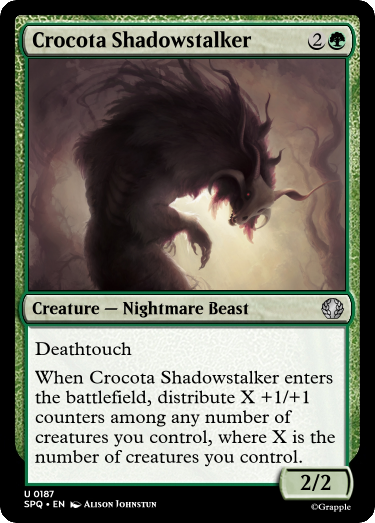 Crocota Shadowstalker 2
Creature — Nightmare Beast
Deathtouch
When Crocota Shadowstalker enters
the battlefield, distribute X +1/+1
counters among any number of
creatures you control, where X is the
number of creatures you control.
2/2
U 0187
SPQ • EN Alison Johnstun
©Grapple